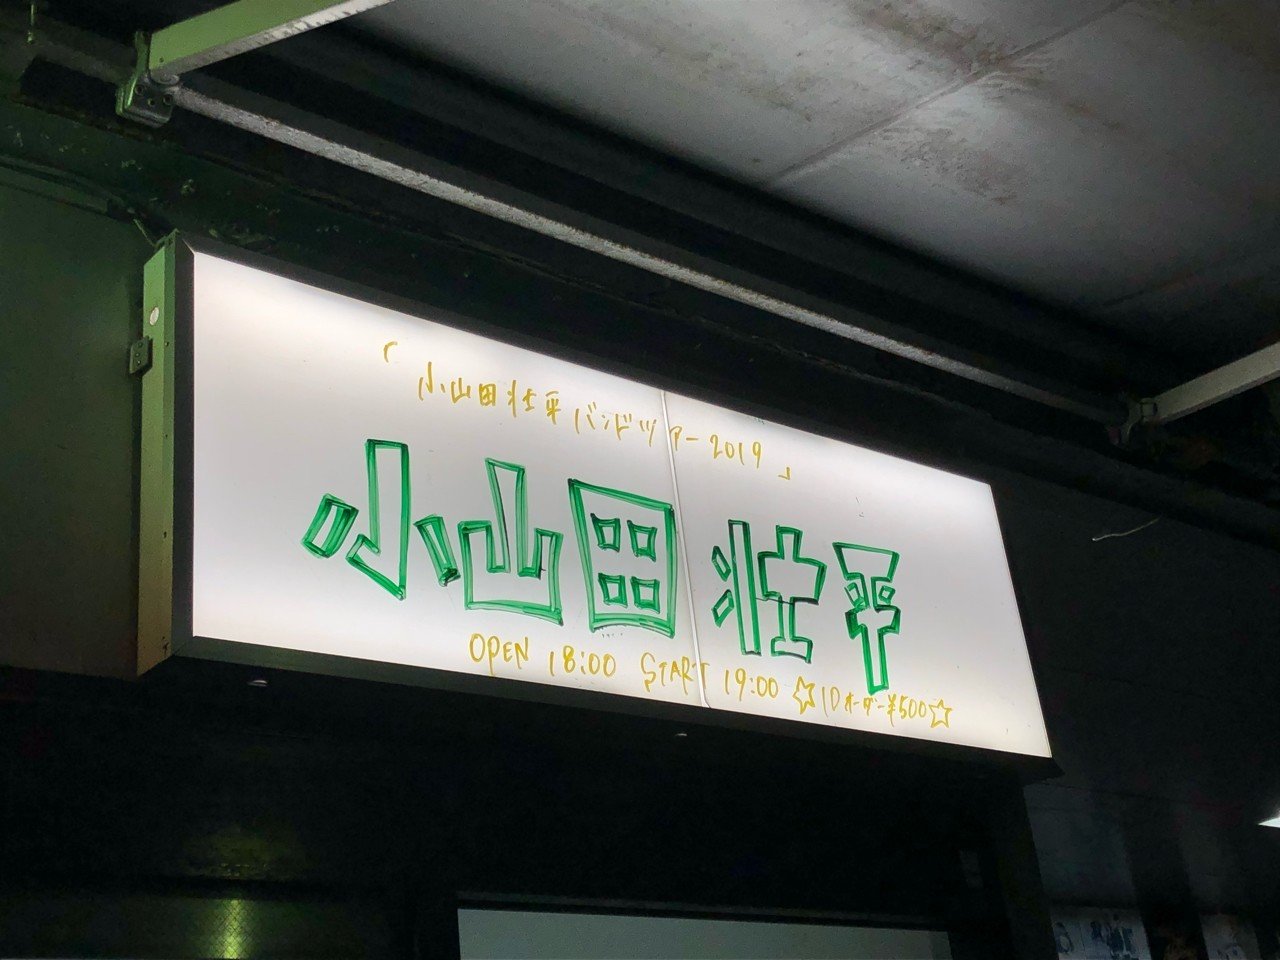 「小山田壮平バンドツアー2019」
小山田壮平
OPEN 18:00 START 19:00 ☆1Dオーダー¥500☆